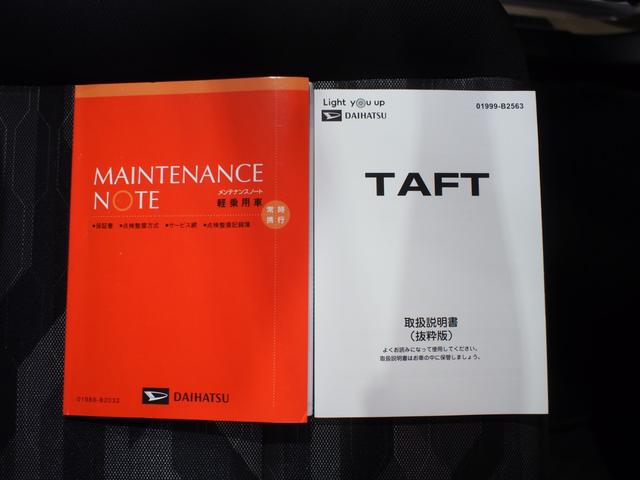 MAINTENANCE
NOTE
メンテナンスノート
軽乗用車
常時
携行
•保証書 •点検整備方式 •サービス網 •点検整備記録簿
01999-B2032
DAIHATSU
Light you up
DAIHATSU
01999-B2563
TAFT
取扱説明書
（抜粋版）
よくお読みになって使用してください。
取扱説明書はお車の中に保管しましょう。